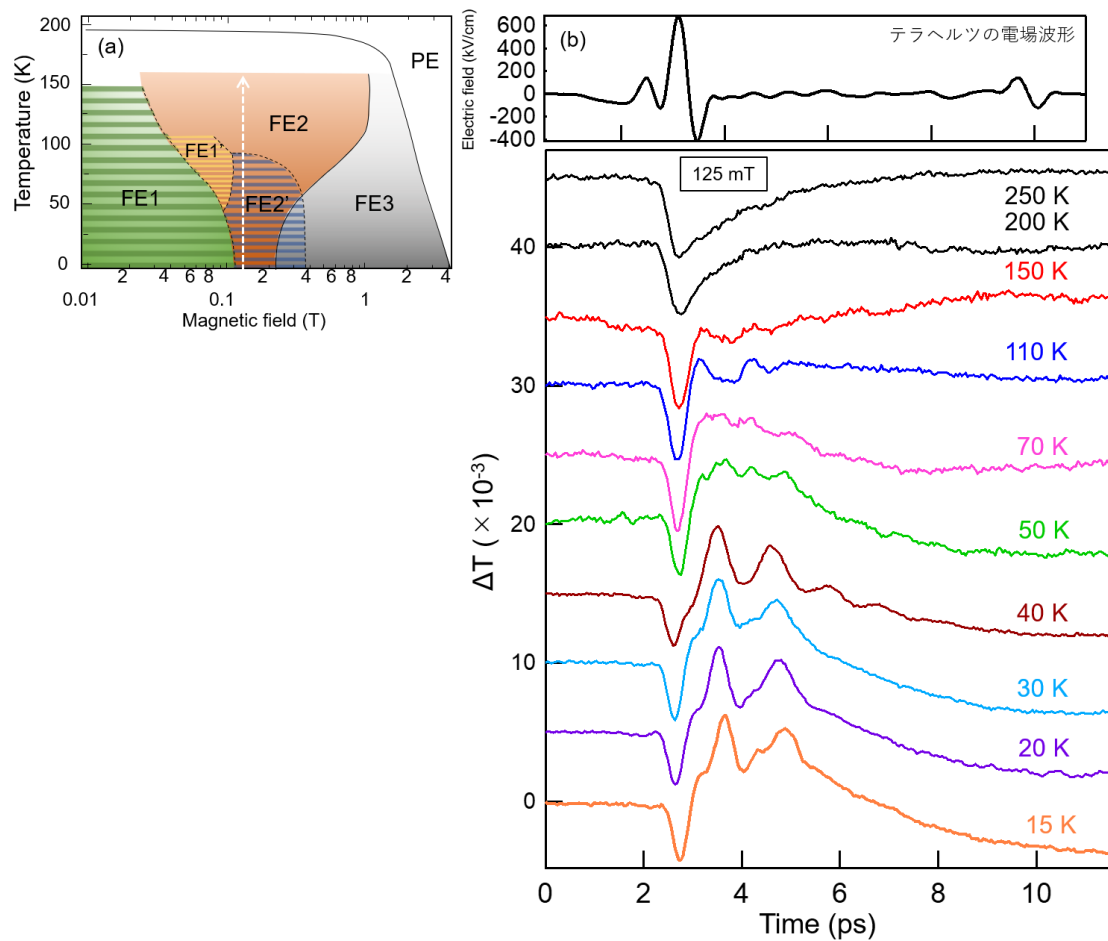 (a)
PE
FE2
FE1'
FE1
FE2'
FE3
200
150
100
50
0
Temperature (K)
2
4
6
8
2
4
6
8
2
4
0.01
0.1
1
Magnetic field (T)
(b)
テラヘルツの電場波形
600
400
200
0
-200
-400
Electric field (kV/cm)
125 mT
250 K
200 K
150 K
110 K
70 K
50 K
40 K
30 K
20 K
15 K
40
30
20
10
0
ΔT ( × 10-3)
0
2
4
6
8
10
Time (ps)